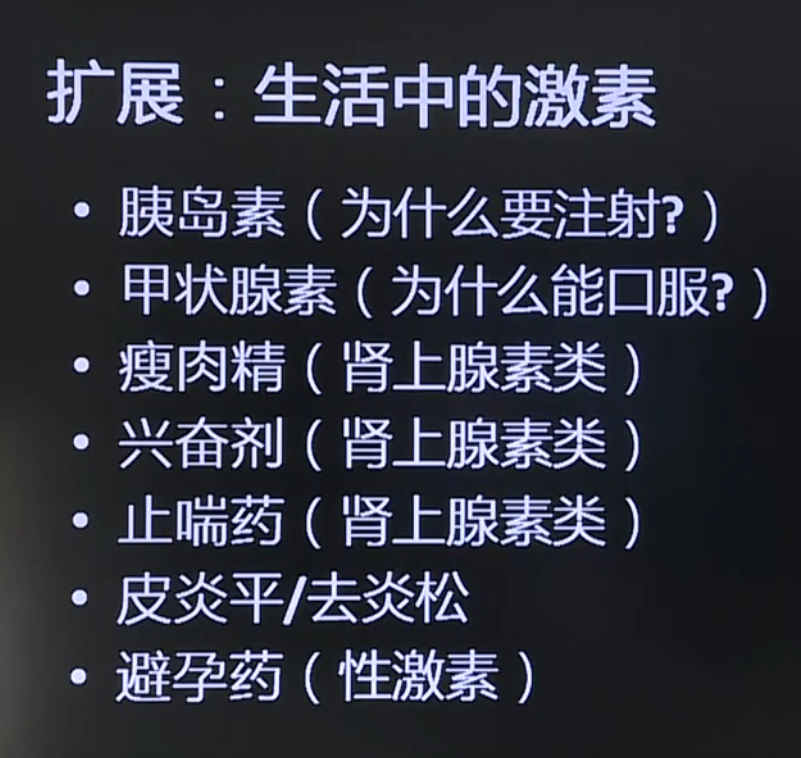 扩展：生活中的激素
• 胰岛素（为什么要注射?）
• 甲状腺素（为什么能口服?）
• 瘦肉精（肾上腺素类）
• 兴奋剂（肾上腺素类）
• 止喘药（肾上腺素类）
• 皮炎平/去炎松
• 避孕药（性激素）